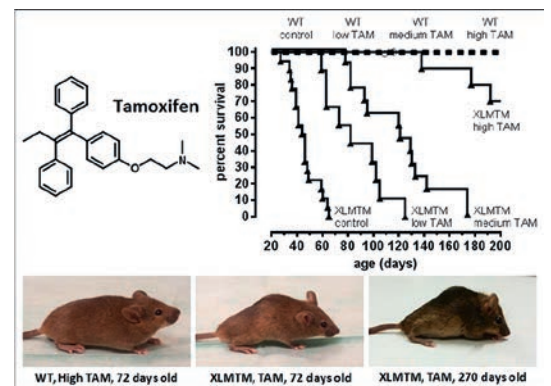 WT control
WT low TAM
WT medium TAM
WT high TAM
Tamoxifen
N
O
percent survival
100
90
80
70
60
50
40
30
20
10
0
XLMTM high TAM
XLMTM control
XLMTM low TAM
XLMTM medium TAM
20 40 60 80 100 120 140 160 180 200
age (days)
WT, High TAM, 72 days old
XLMTM, TAM, 72 days old
XLMTM, TAM, 270 days old